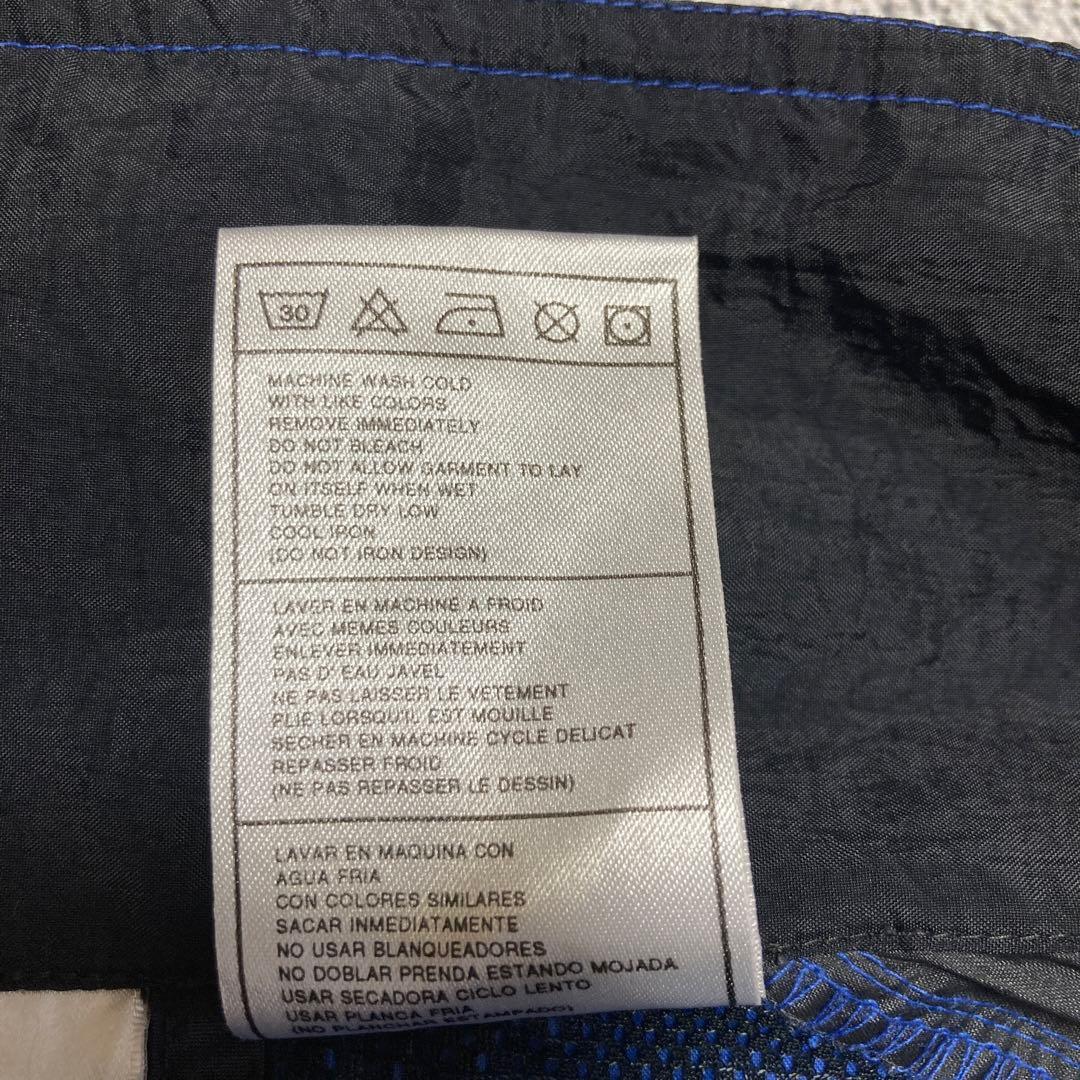 30
MACHINE WASH COLD
WITH LIKE COLORS
REMOVE IMMEDIATELY
DO NOT BLEACH
DO NOT ALLOW GARMENT TO LAY
ON ITSELF WHEN WET
TUMBLE DRY LOW
COOL IRON
(DO NOT IRON DESIGN)
LAVER EN MACHINE A FROID
AVEC MEMES COULEURS
ENLEVER IMMEDIATEMENT
PAS D' EAU JAVEL
NE PAS LAISSER LE VETEMENT
PLIE LORSQU'IL EST MOUILLE
SECHER EN MACHINE CYCLE DELICAT
REPASSER FROID
(NE PAS REPASSER LE DESSIN)
LAVAR EN MAQUINA CON
AGUA FRIA
CON COLORES SIMILARES
SACAR INMEDIATAMENTE
NO USAR BLANQUEADORES
NO DOBLAR PRENDA ESTANDO MOJADA
USAR SECADORA CICLO LENTO
USAR PLANCA FRIA
(NO PLANCHAR ESTAMPADO)